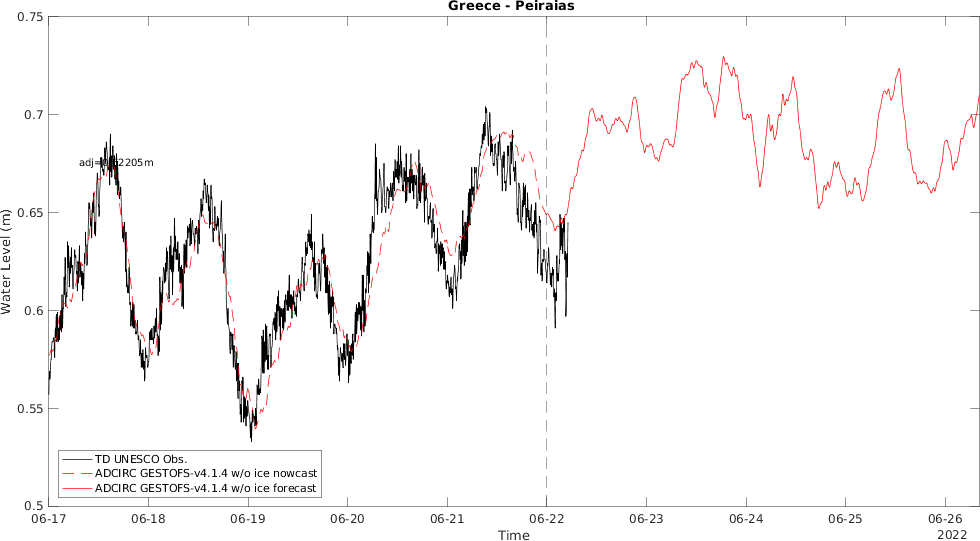 Greece - Peiraias
0.75
0.7
0.65
0.6
0.55
0.5
Water Level (m)
TD UNESCO Obs.
ADCIRC GESTOFS-v4.1.4 w/o ice nowcast
ADCIRC GESTOFS-v4.1.4 w/o ice forecast
06-17 06-18 06-19 06-20 06-21 06-22 06-23 06-24 06-25 06-26
Time
2022